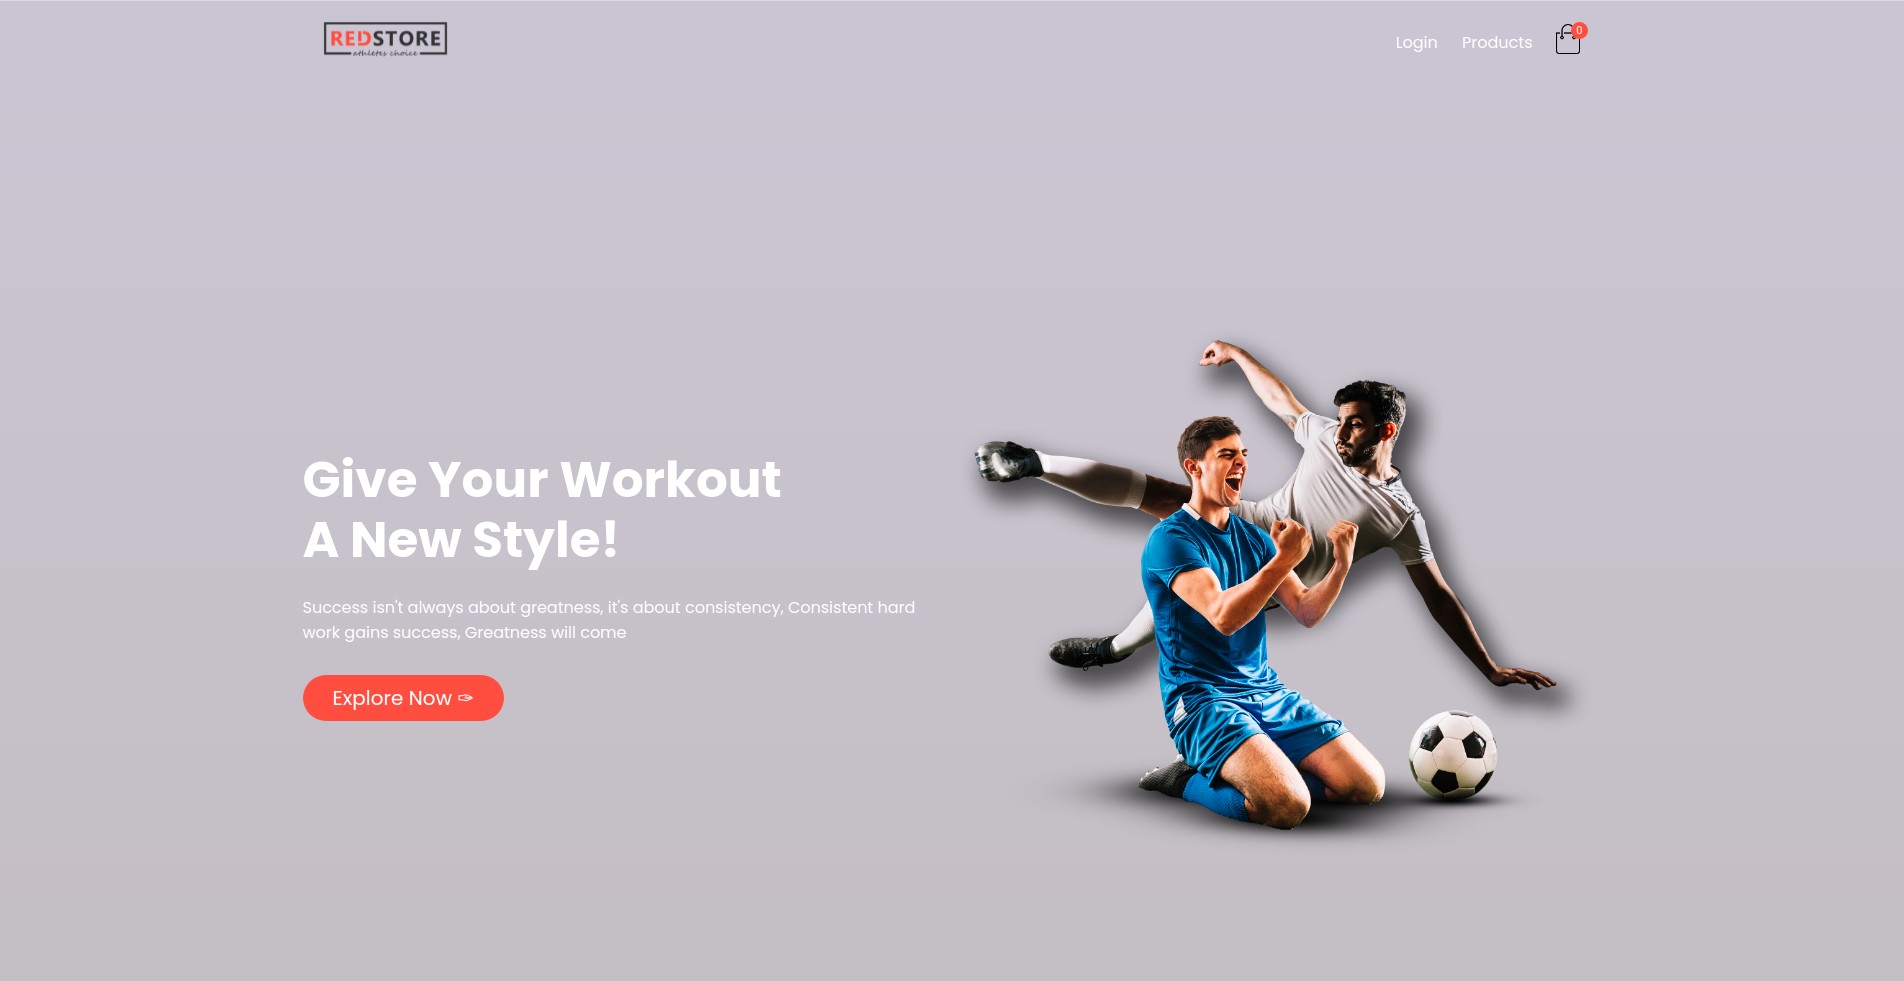 REDSTORE
athletes choice
Login
Products
0
Give Your Workout
A New Style!
Success isn't always about greatness, it's about consistency, Consistent hard
work gains success, Greatness will come
Explore Now ✑